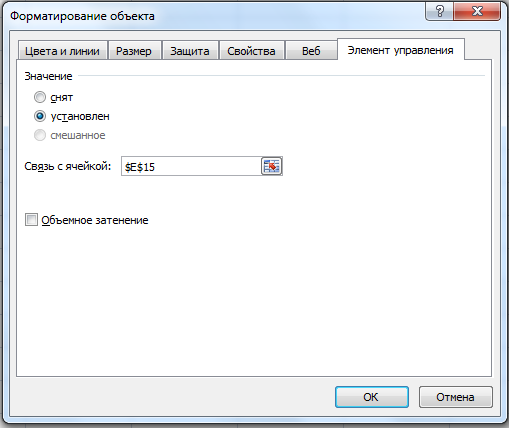 Форматирование объекта
Цвета и линии Размер Защита Свойства Веб Элемент управления
Значение
снят
установлен
смешанное
Связь с ячейкой: $E$15
Объемное затенение
ОК Отмена